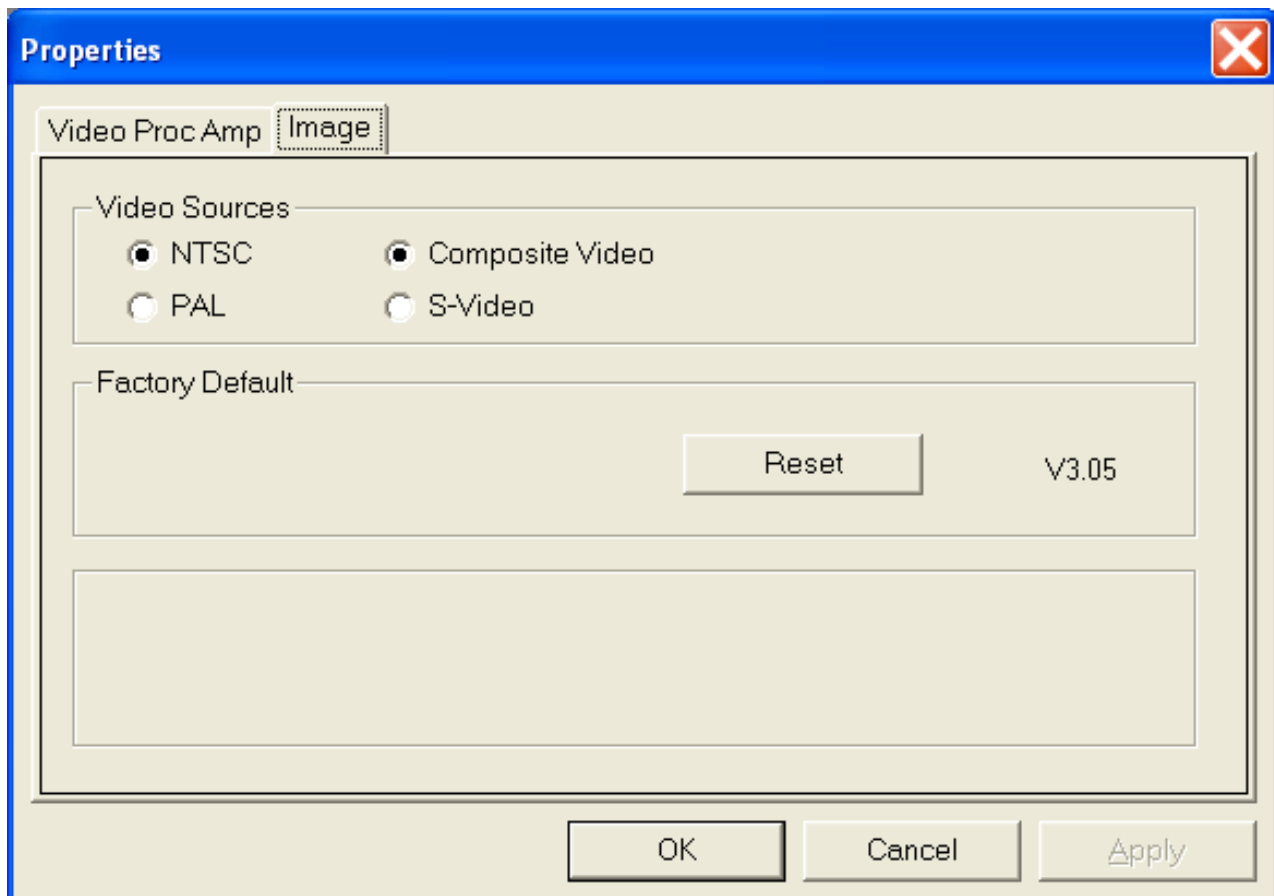 Properties
Video Proc Amp Image
Video Sources
NTSC Composite Video
PAL S-Video
Factory Default
Reset V3.05
OK Cancel Apply